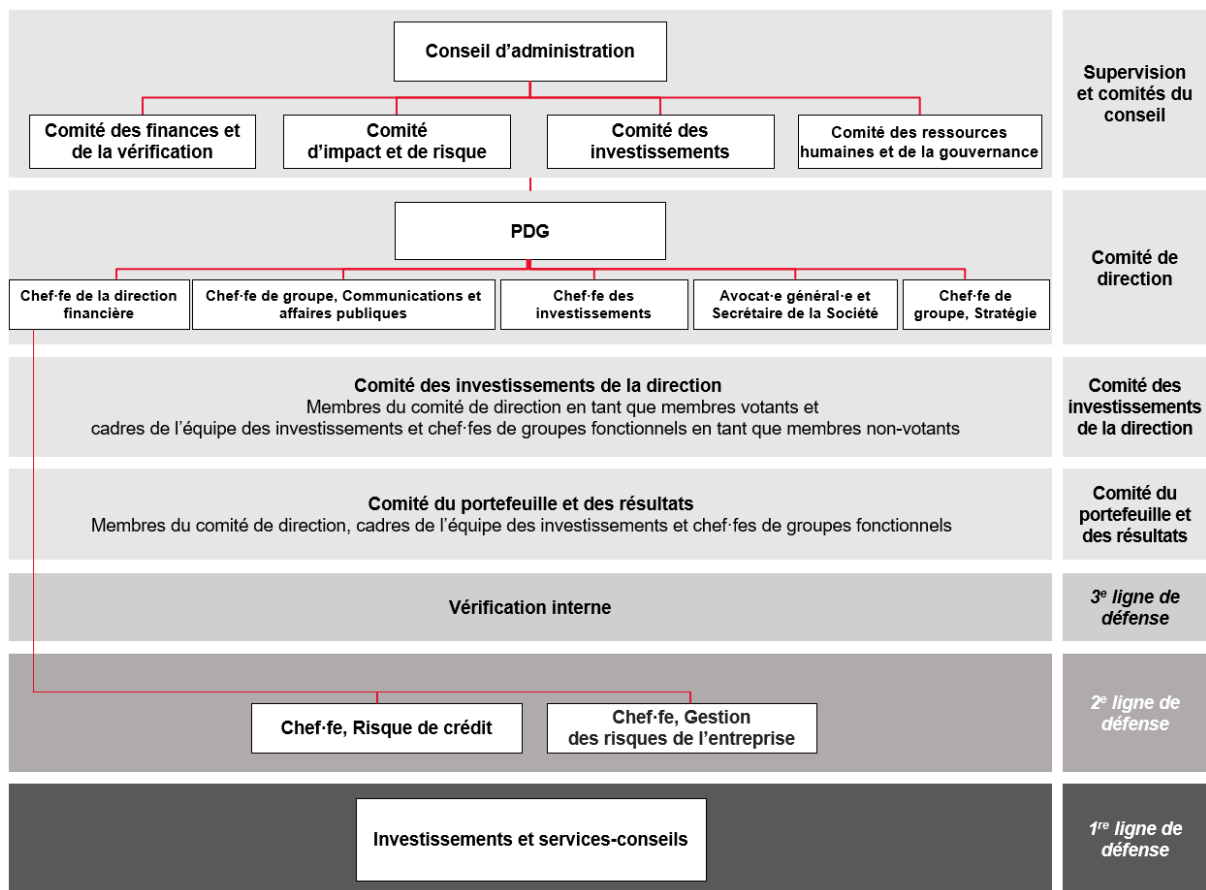 Conseil d'administration
Supervision
et comités du
conseil
Comité des finances et
de la vérification
Comité
d'impact et de risque
Comité des
investissements
Comité des ressources
humaines et de la gouvernance
PDG
Comité de
direction
Chef·fe de la direction
financière
Chef·fe de groupe, Communications et
affaires publiques
Chef·fe des
investissements
Avocat·e général·e et
Secrétaire de la Société
Chef·fe de
groupe, Stratégie
Comité des investissements de la direction
Membres du comité de direction en tant que membres votants et
cadres de l'équipe des investissements et chef·fes de groupes fonctionnels en tant que membres non-votants
Comité des
investissements
de la direction
Comité du portefeuille et des résultats
Membres du comité de direction, cadres de l'équipe des investissements et chef·fes de groupes fonctionnels
Comité du
portefeuille et
des résultats
Vérification interne
3e ligne de
défense
Chef·fe, Risque de crédit
Chef·fe, Gestion
des risques de l'entreprise
2e ligne de
défense
Investissements et services-conseils
1re ligne de
défense